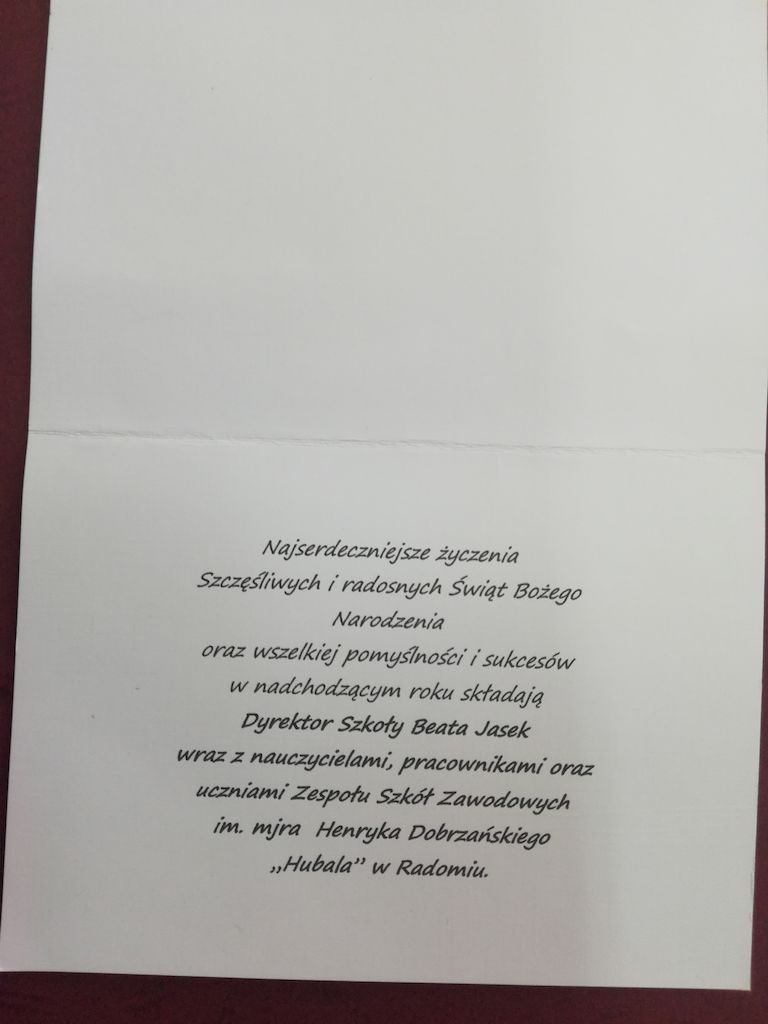 Najserdeczniejsze życzenia
Szczęśliwych i radosnych Świąt Bożego
Narodzenia
oraz wszelkiej pomyślności i sukcesów
w nadchodzącym roku składają
Dyrektor Szkoły Beata Jasek
wraz z nauczycielami, pracownikami oraz
uczniami Zespołu Szkół Zawodowych
im. mjra Henryka Dobrzańskiego
„Hubala” w Radomiu.